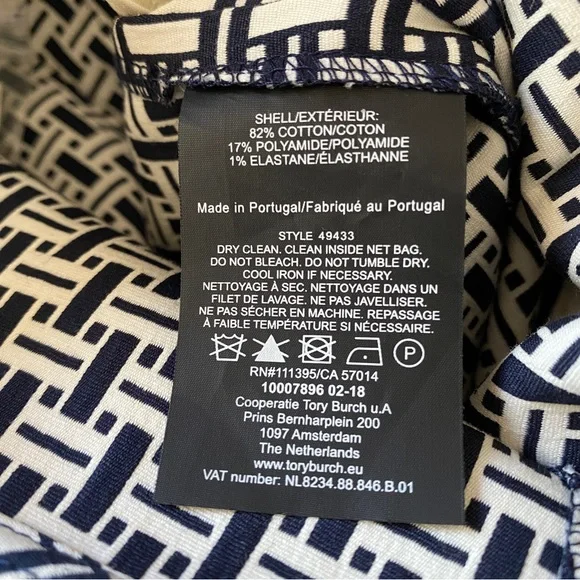 SHELL/EXTÉRIEUR:
82% COTTON/COTON
17% POLYAMIDE/POLYAMIDE
1% ELASTANE/ÉLASTHANNE
Made in Portugal/Fabriqué au Portugal
STYLE 49433
DRY CLEAN. CLEAN INSIDE NET BAG.
DO NOT BLEACH. DO NOT TUMBLE DRY.
COOL IRON IF NECESSARY.
NETTOYAGE À SEC. NETTOYAGE DANS UN
FILET DE LAVAGE. NE PAS JAVELLISER.
NE PAS SÉCHER EN MACHINE. REPASSAGE
À FAIBLE TEMPÉRATURE SI NÉCESSAIRE.
P
RN#111395/CA 57014
10007896 02-18
Cooperatie Tory Burch u.A
Prins Bernharplein 200
1097 Amsterdam
The Netherlands
www.toryburch.eu
VAT number: NL8234.88.846.B.01